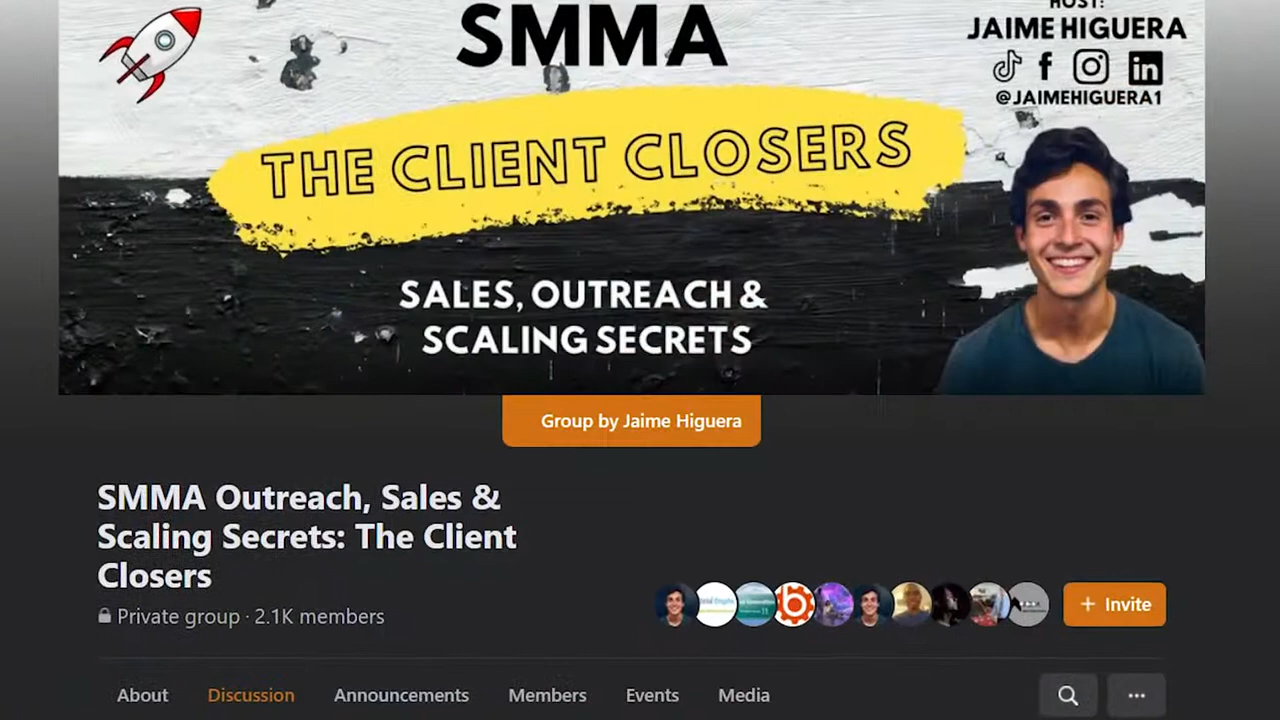 SMMA
HOST:
JAIME HIGUERA
@JAIMEHIGUERA1
THE CLIENT CLOSERS
SALES, OUTREACH &
SCALING SECRETS
Group by Jaime Higuera
SMMA Outreach, Sales &
Scaling Secrets: The Client
Closers
Private group · 2.1K members
+ Invite
About Discussion Announcements Members Events Media